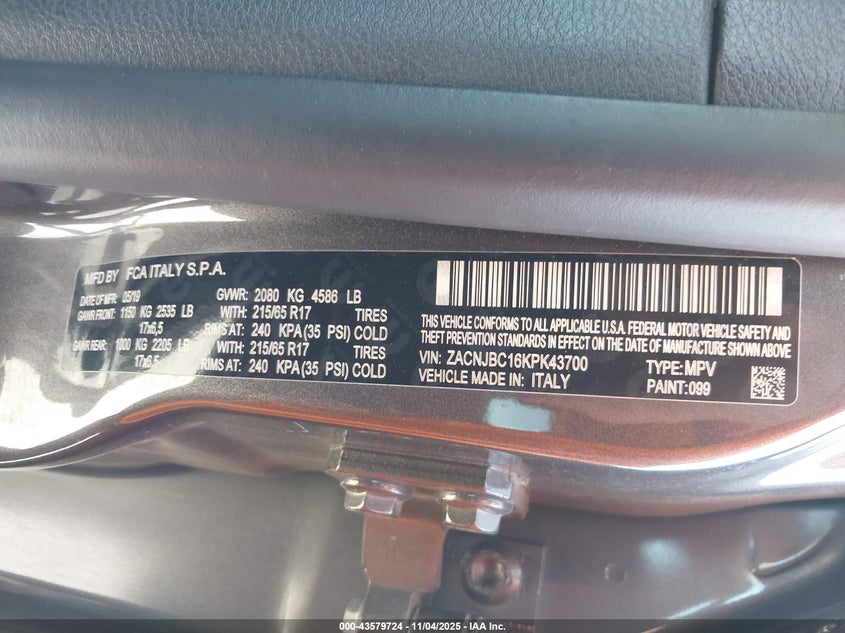 MFD BY FCA ITALY S.P.A.
DATE OF MFR: 05/19 GVWR: 2080 KG 4586 LB
GAWR FRONT: 1150 KG 2535 LB WITH: 215/65 R17 TIRES
17x6,5 RIMS AT: 240 KPA (35 PSI) COLD
GAWR REAR: 1000 KG 2205 LB WITH: 215/65 R17 TIRES
17x6,5 RIMS AT: 240 KPA (35 PSI) COLD
THIS VEHICLE CONFORMS TO ALL APPLICABLE U.S.A. FEDERAL MOTOR VEHICLE SAFETY AND
THEFT PREVENTION STANDARDS IN EFFECT ON THE DATE OF MANUFACTURE SHOWN ABOVE.
VIN: ZACNJBC16KPK43700 TYPE: MPV
VEHICLE MADE IN: ITALY PAINT: 099
000-43579724 - 11/04/2025 - IAA Inc.